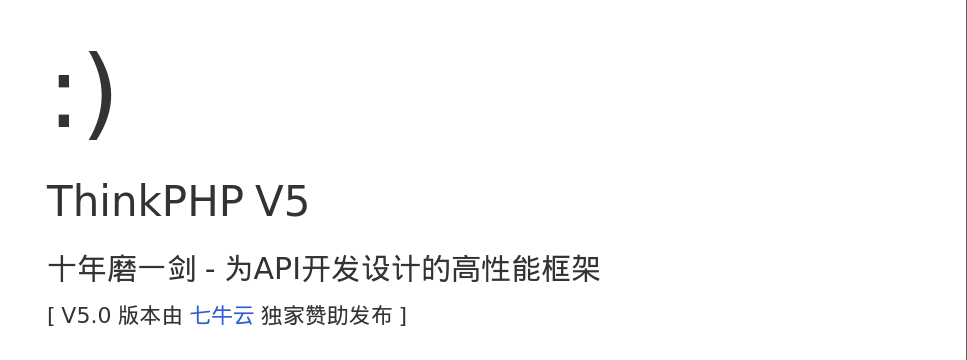 :)
ThinkPHP V5
十年磨一剑 - 为API开发设计的高性能框架
[ V5.0 版本由 七牛云 独家赞助发布 ]